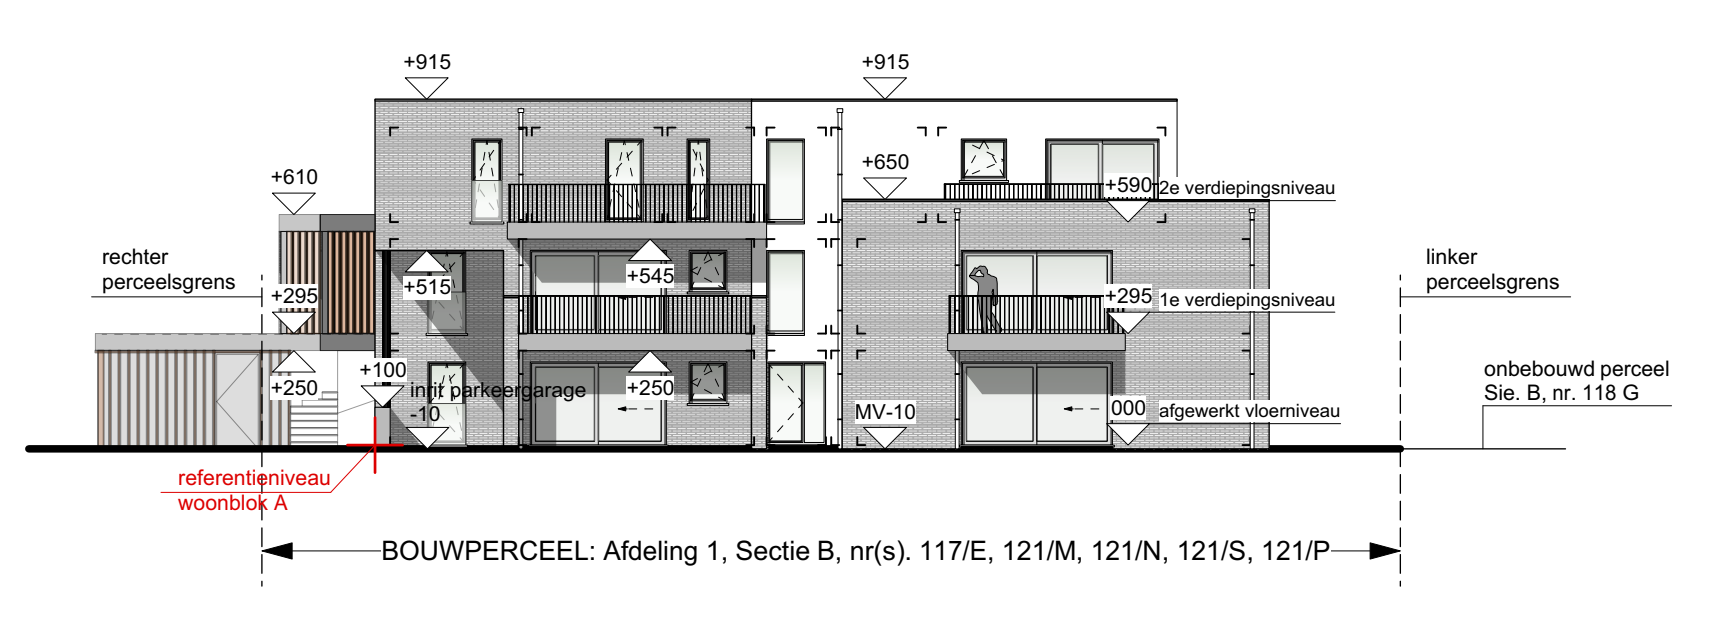 +915
+915
+650
+610
+590 2e verdiepingsniveau
rechter
perceelsgrens
linker
perceelsgrens
+515
+545
+295
+295 1e verdiepingsniveau
+100
+250
+250
inrit parkeergarage
-10
MV-10
000 afgewerkt vloerniveau
onbebouwd perceel
Sie. B, nr. 118 G
referentieniveau
woonblok A
BOUWPERCEEL: Afdeling 1, Sectie B, nr(s). 117/E, 121/M, 121/N, 121/S, 121/P